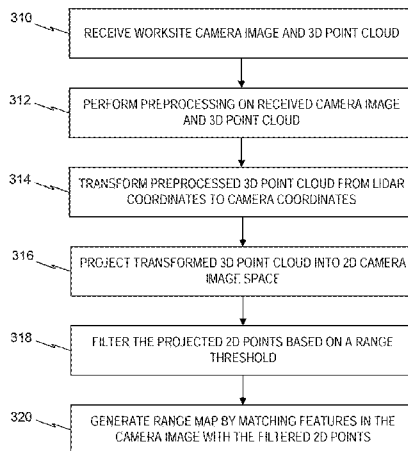 310
RECEIVE WORKSITE CAMERA IMAGE AND 3D POINT CLOUD
312
PERFORM PREPROCESSING ON RECEIVED CAMERA IMAGE
AND 3D POINT CLOUD
314
TRANSFORM PREPROCESSED 3D POINT CLOUD FROM LIDAR
COORDINATES TO CAMERA COORDINATES
316
PROJECT TRANSFORMED 3D POINT CLOUD INTO 2D CAMERA
IMAGE SPACE
318
FILTER THE PROJECTED 2D POINTS BASED ON A RANGE
THRESHOLD
320
GENERATE RANGE MAP BY MATCHING FEATURES IN THE
CAMERA IMAGE WITH THE FILTERED 2D POINTS